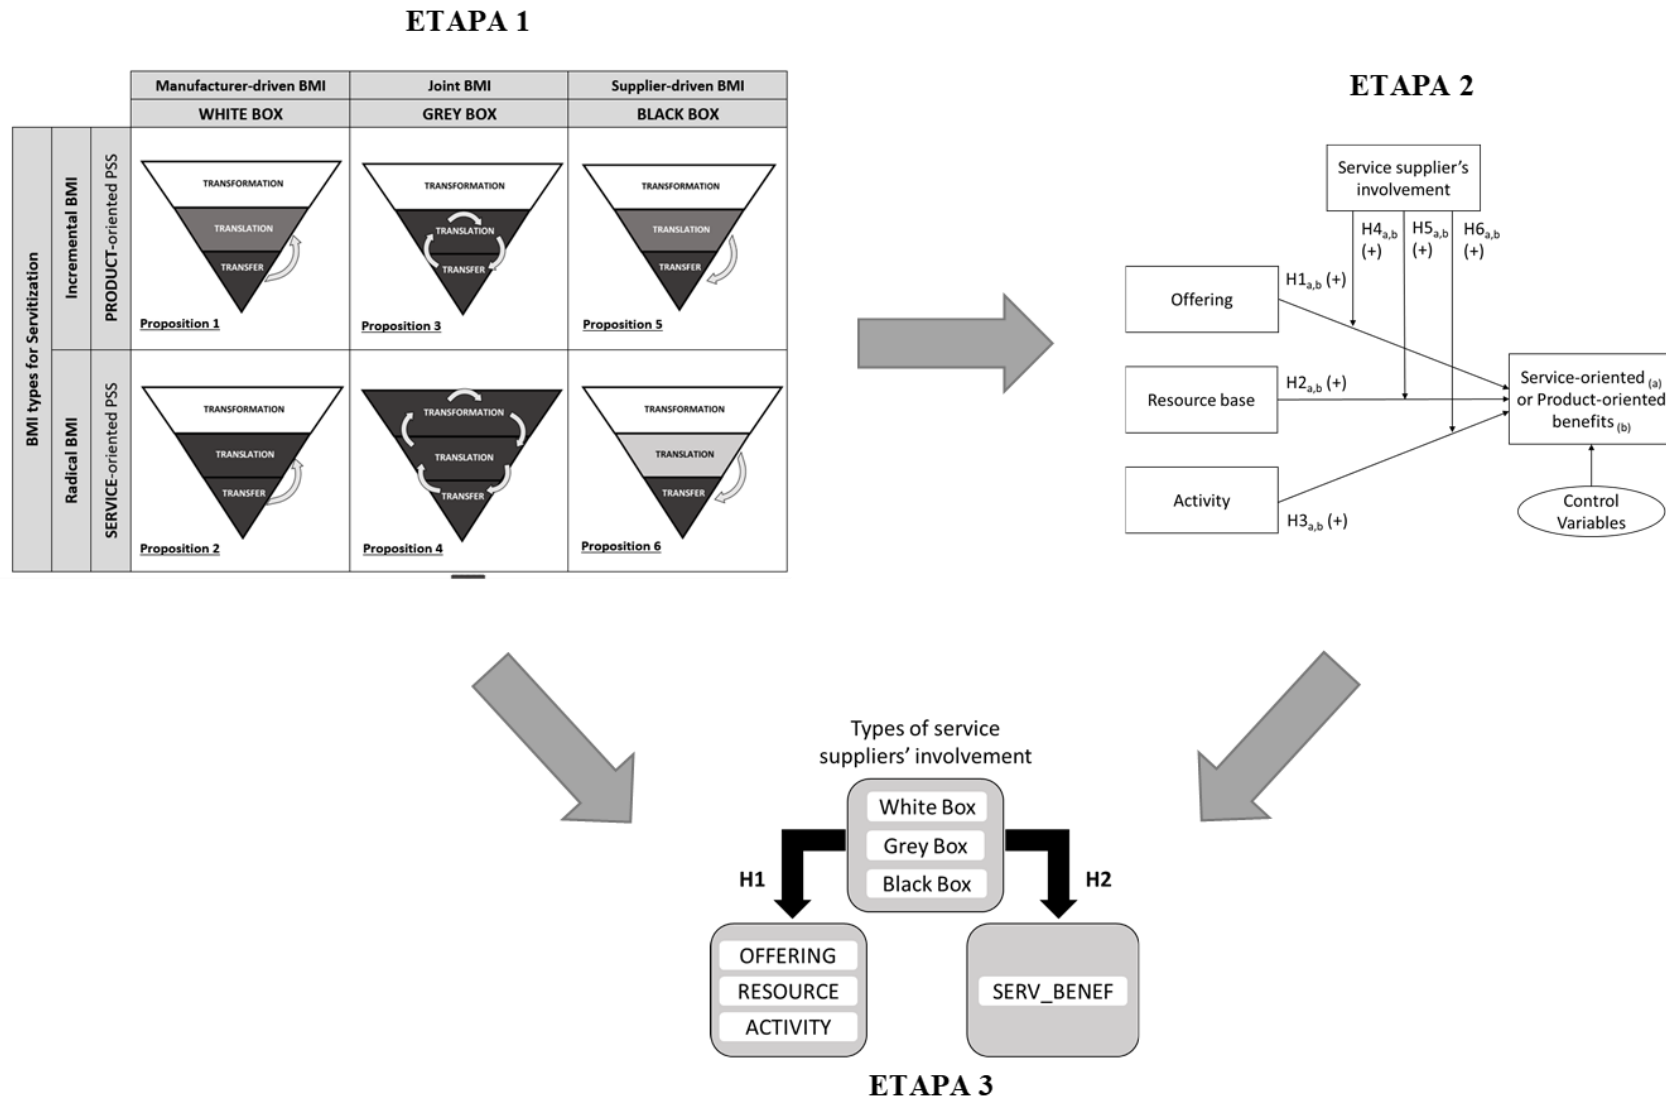 ETAPA 1
Manufacturer-driven BMI
Joint BMI
Supplier-driven BMI
WHITE BOX
GREY BOX
BLACK BOX
BMI types for Servitization
Incremental BMI
PRODUCT-oriented PSS
TRANSFORMATION
TRANSLATION
TRANSFER
Proposition 1
TRANSFORMATION
TRANSLATION
TRANSFER
Proposition 3
TRANSFORMATION
TRANSLATION
TRANSFER
Proposition 5
Radical BMI
SERVICE-oriented PSS
TRANSFORMATION
TRANSLATION
TRANSFER
Proposition 2
TRANSFORMATION
TRANSLATION
TRANSFER
Proposition 4
TRANSFORMATION
TRANSLATION
TRANSFER
Proposition 6
ETAPA 2
Service supplier's
involvement
H4a,b
(+)
H5a,b
(+)
H6a,b
(+)
Offering
H1a,b (+)
Resource base
H2a,b (+)
Activity
H3a,b (+)
Service-oriented (a)
or Product-oriented
benefits (b)
Control
Variables
Types of service
suppliers' involvement
White Box
Grey Box
Black Box
H1
H2
OFFERING
RESOURCE
ACTIVITY
SERV_BENEF
ETAPA 3